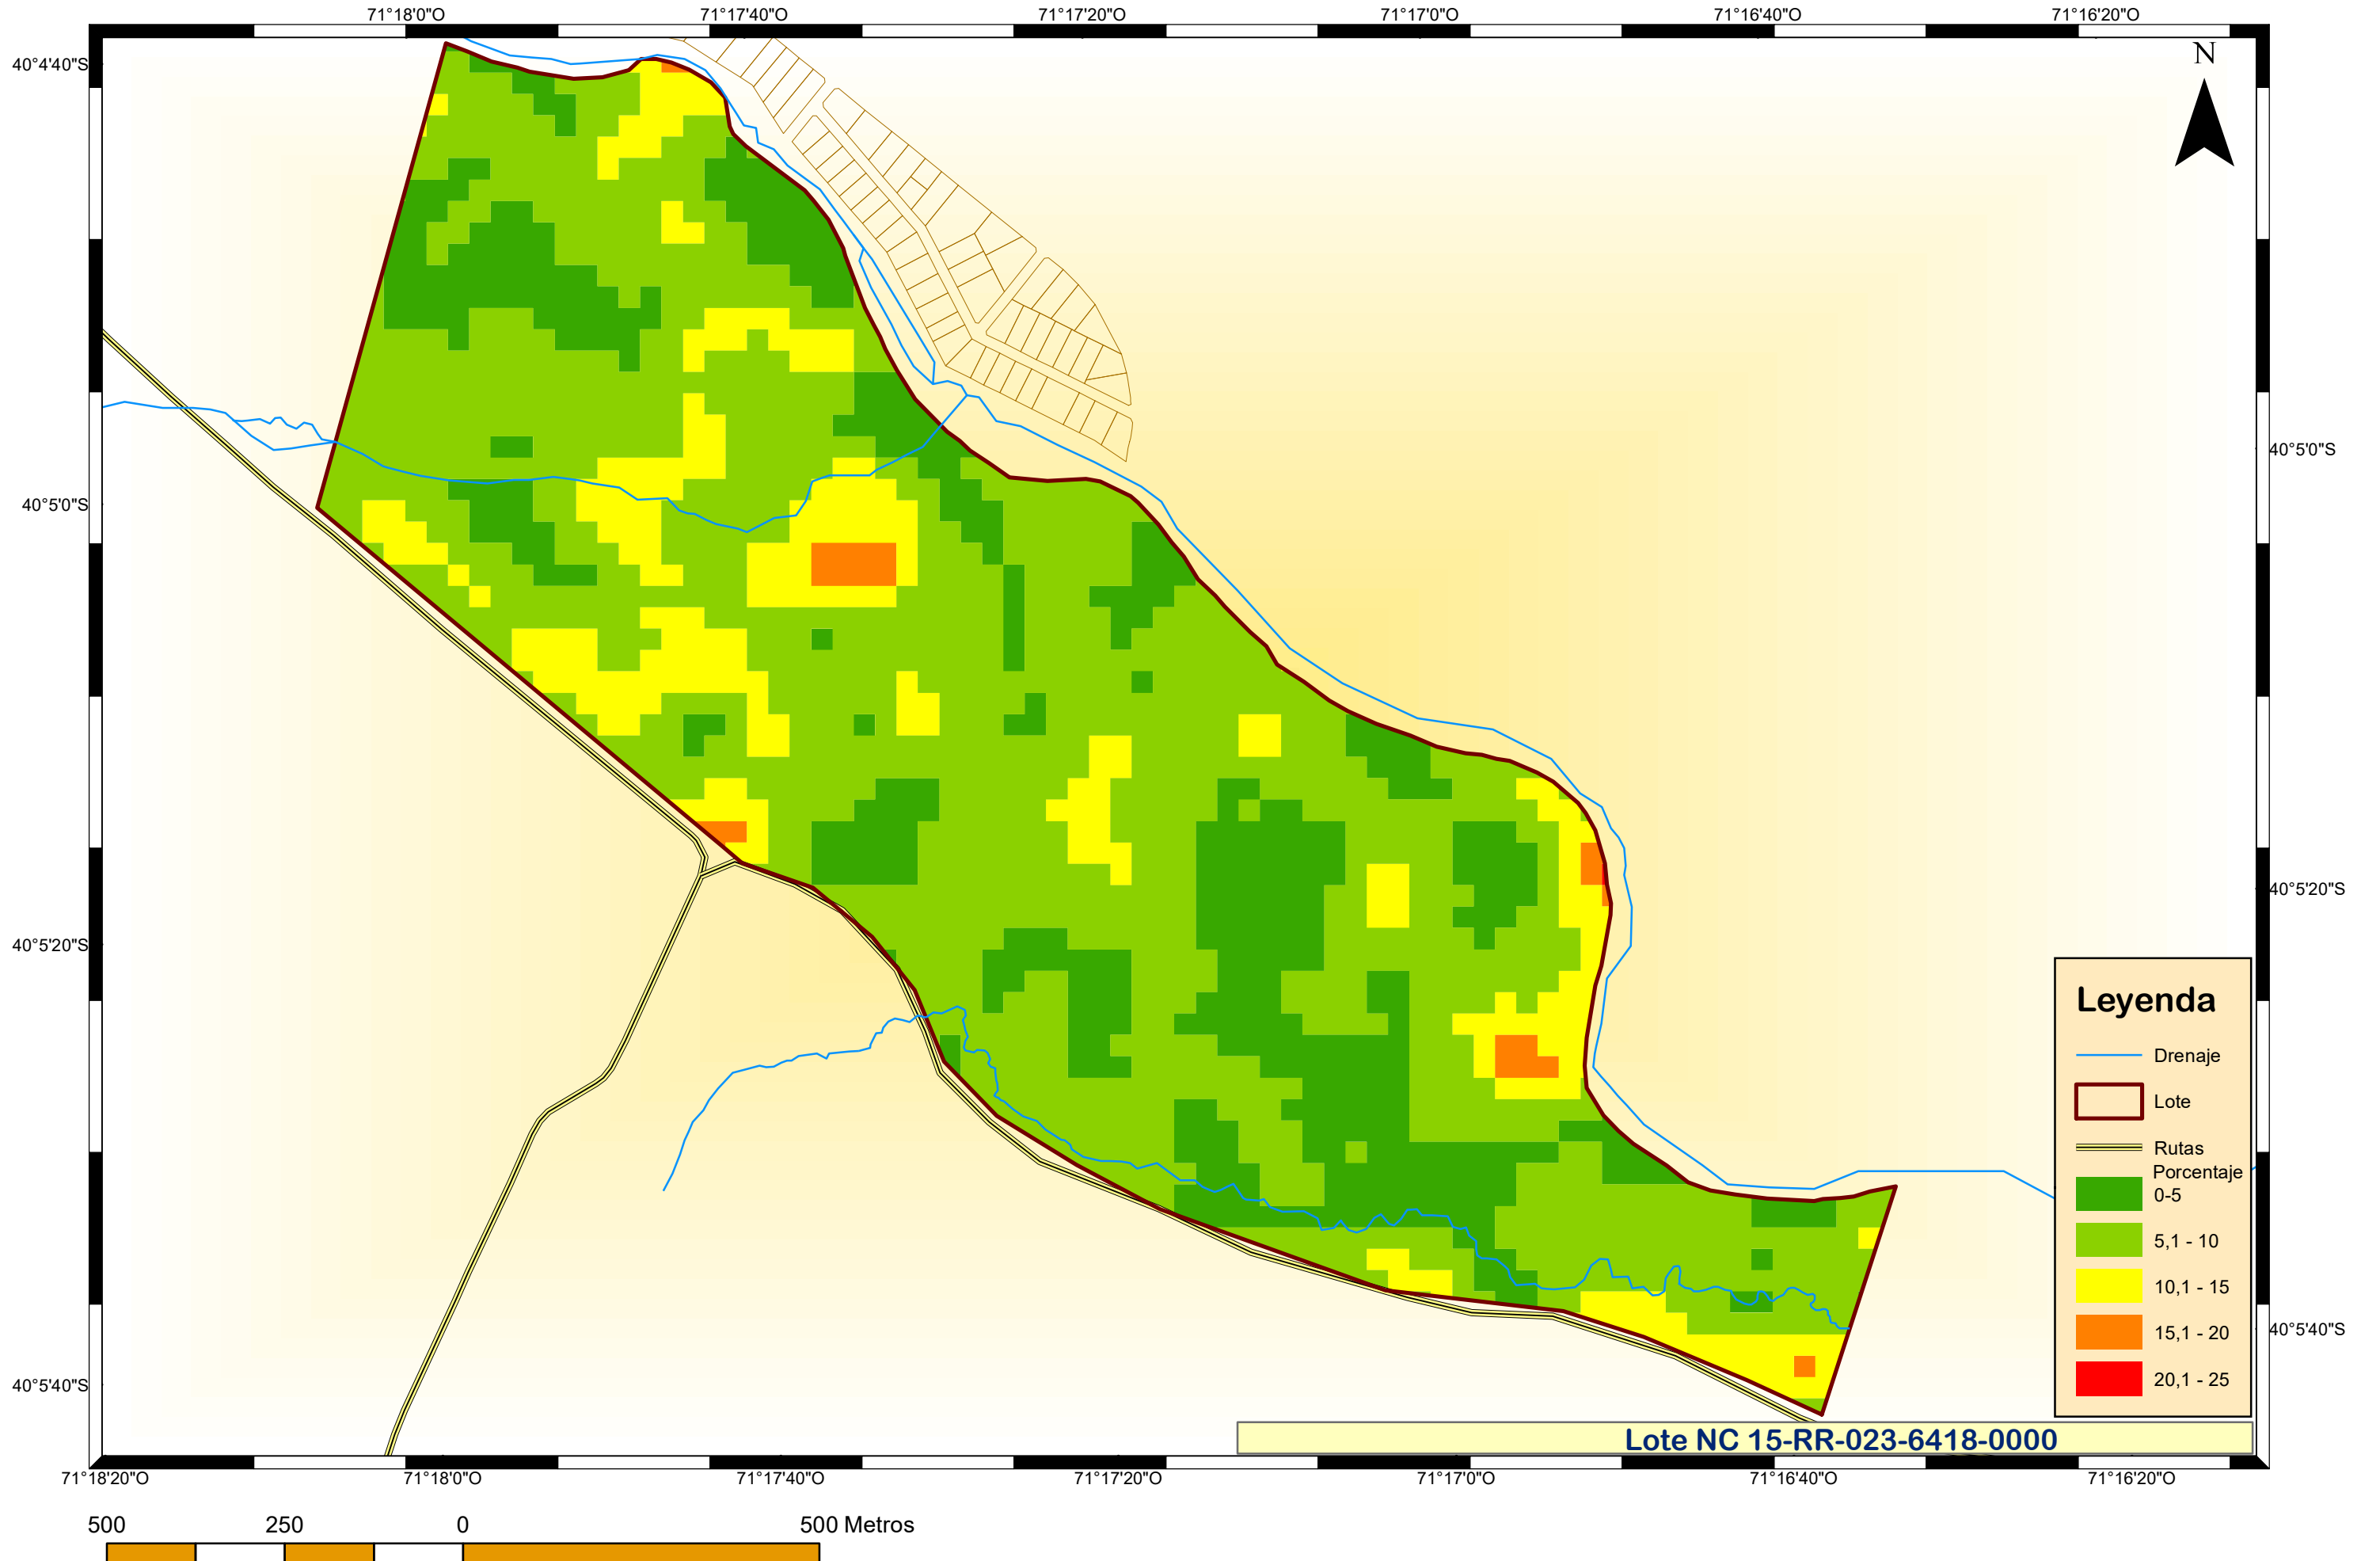 71°18'0"O 71°17'40"O 71°17'20"O 71°17'0"O 71°16'40"O 71°16'20"O
N
40°4'40"S
40°5'0"S
40°5'0"S
40°5'20"S
40°5'20"S
Leyenda
Drenaje
Lote
Rutas
Porcentaje
0-5
5,1 - 10
10,1 - 15
15,1 - 20
20,1 - 25
40°5'40"S
40°5'40"S
Lote NC 15-RR-023-6418-0000
71°18'20"O 71°18'0"O 71°17'40"O 71°17'20"O 71°17'0"O 71°16'40"O 71°16'20"O
500 250 0 500 Metros